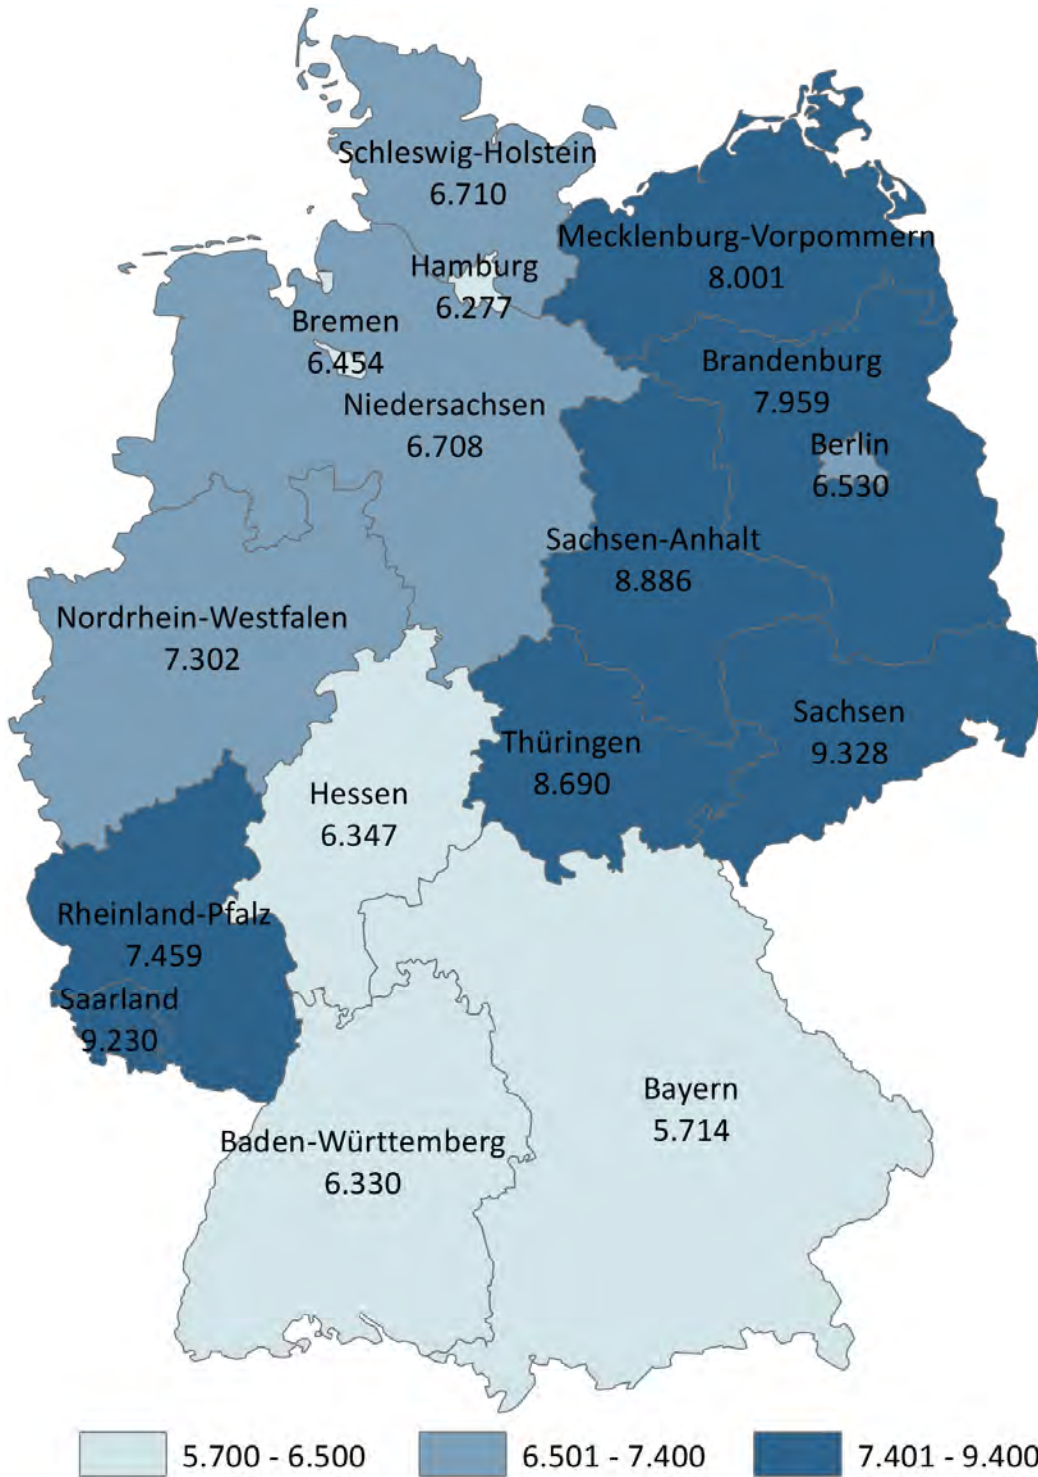 Schleswig-Holstein
6.710
Mecklenburg-Vorpommern
8.001
Hamburg
6.277
Bremen
6.454
Brandenburg
7.959
Niedersachsen
6.708
Berlin
6.530
Sachsen-Anhalt
8.886
Nordrhein-Westfalen
7.302
Sachsen
9.328
Thüringen
8.690
Hessen
6.347
Rheinland-Pfalz
7.459
Saarland
9.230
Bayern
5.714
Baden-Württemberg
6.330
5.700 - 6.500
6.501 - 7.400
7.401 - 9.400